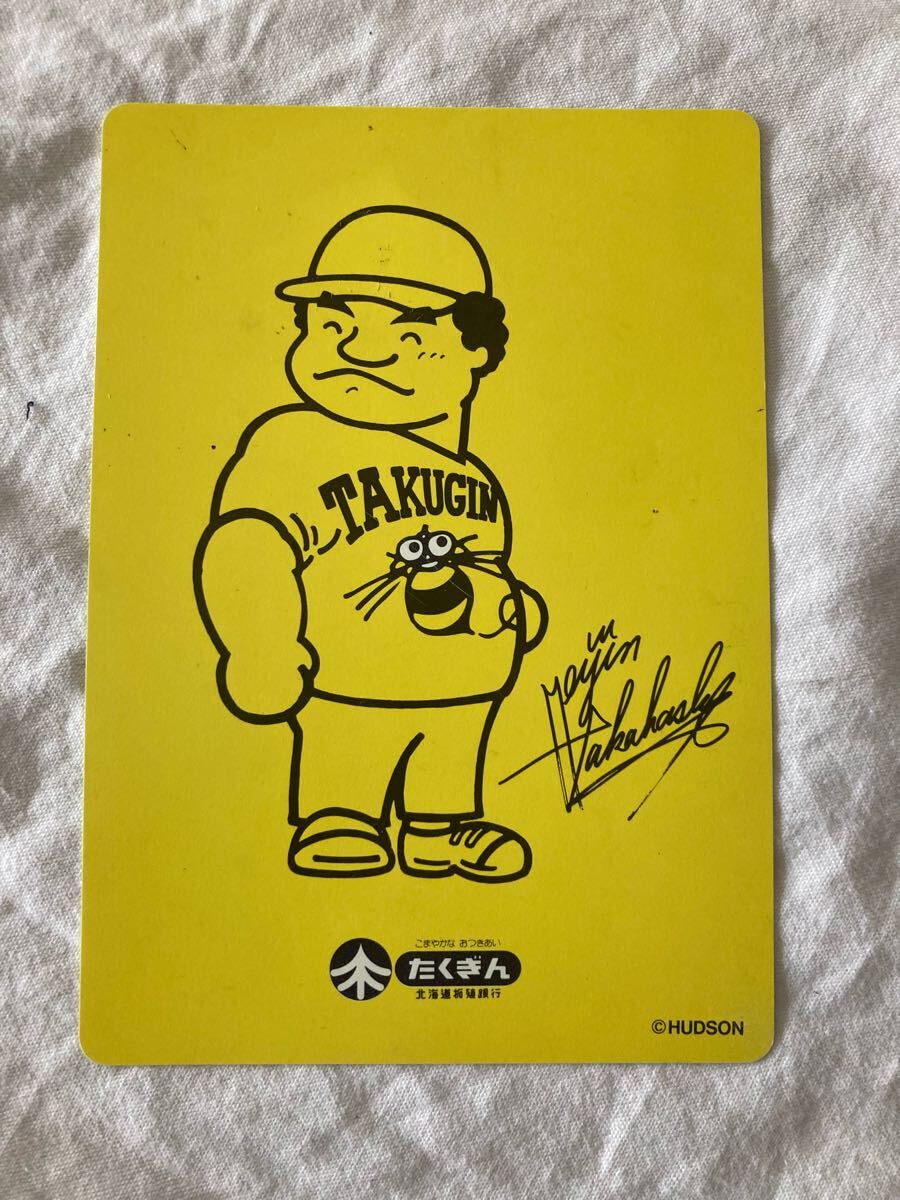 TAKUGIN
Meijin
Takahashi
こまやかな おつきあい
たくぎん
北海道拓殖銀行
©HUDSON